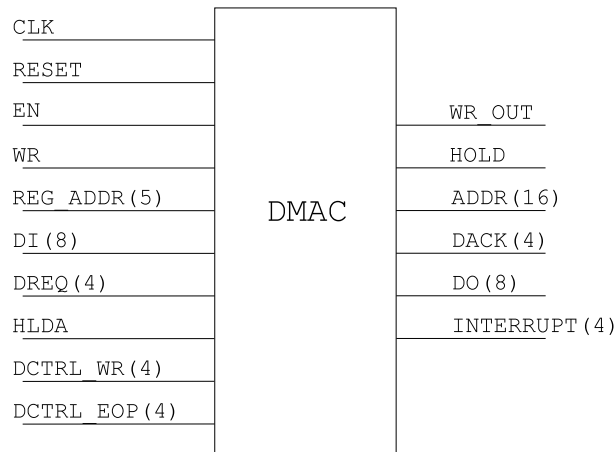 CLK
RESET
EN
WR
REG_ADDR(5)
DI(8)
DREQ(4)
HLDA
DCTRL_WR(4)
DCTRL_EOP(4)
DMAC
WR_OUT
HOLD
ADDR(16)
DACK(4)
DO(8)
INTERRUPT(4)